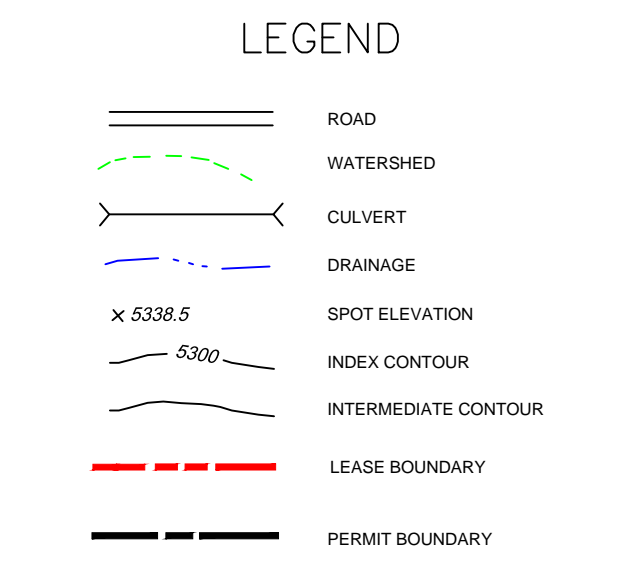 LEGEND
ROAD
WATERSHED
CULVERT
DRAINAGE
× 5338.5 SPOT ELEVATION
5300 INDEX CONTOUR
INTERMEDIATE CONTOUR
LEASE BOUNDARY
PERMIT BOUNDARY